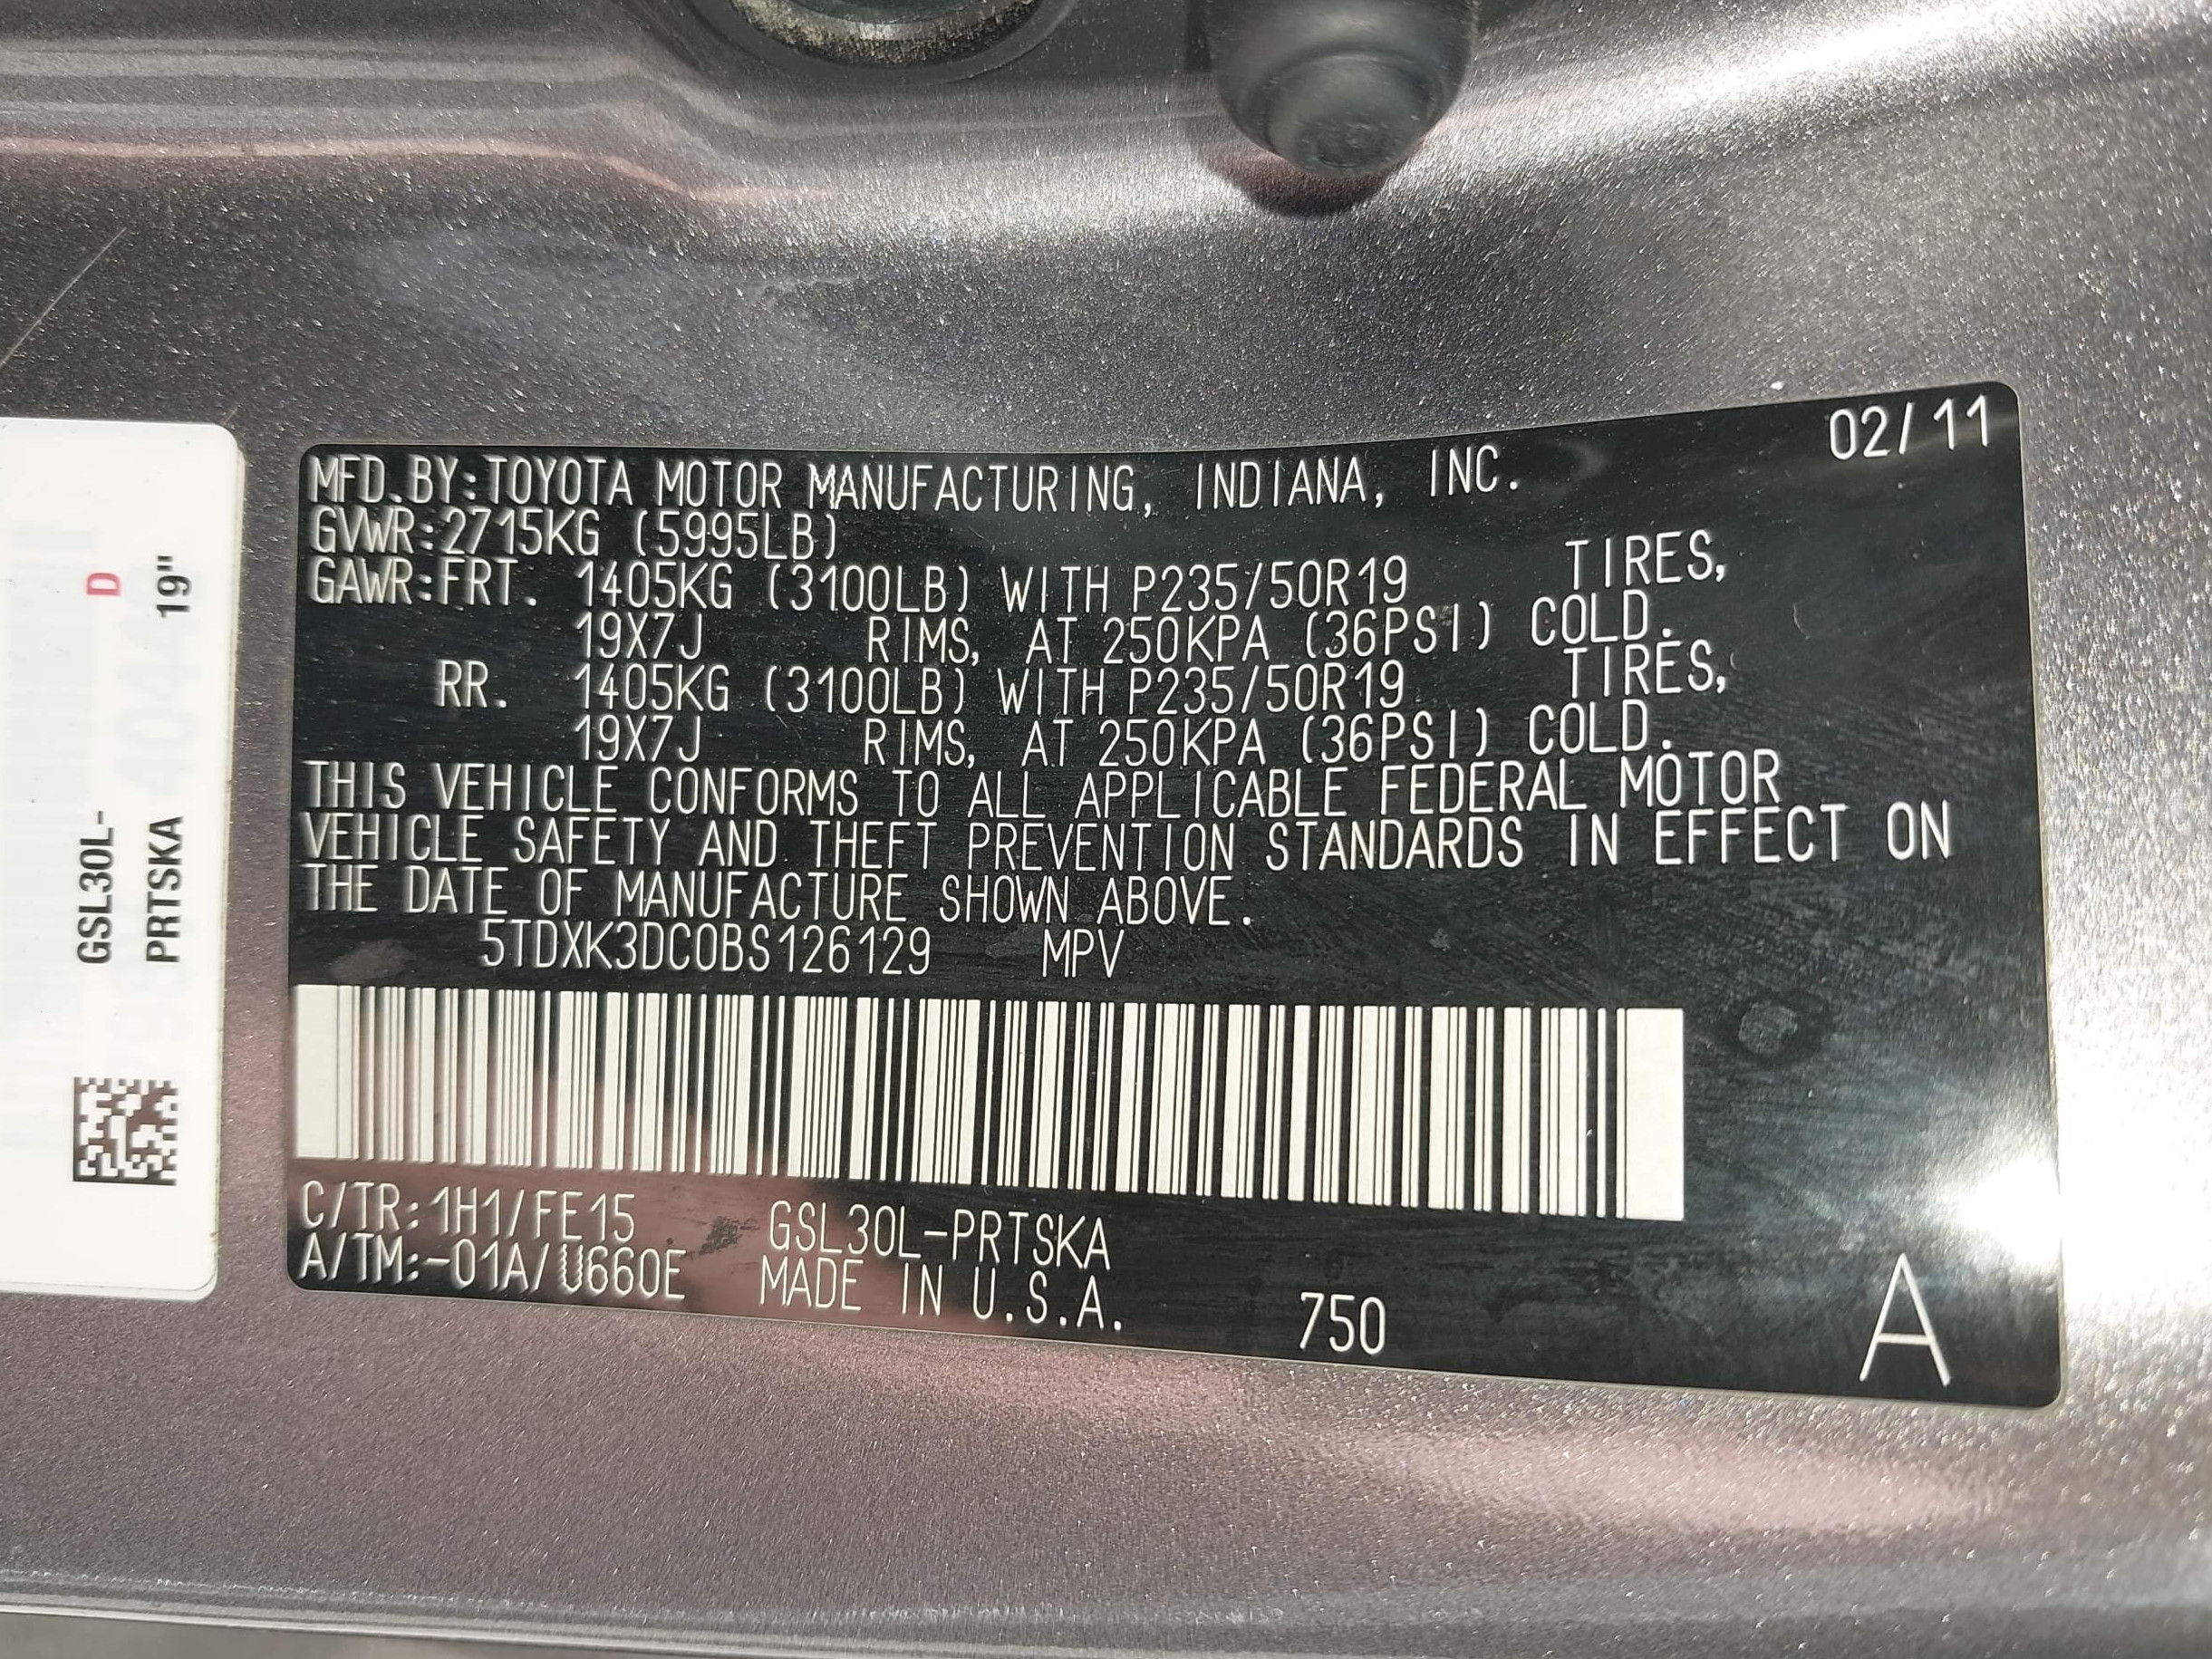 02/11
MFD.BY:TOYOTA MOTOR MANUFACTURING, INDIANA, INC.
GVWR:2715KG (5995LB)
GAWR:FRT. 1405KG (3100LB) WITH P235/50R19 TIRES,
19X7J RIMS, AT 250KPA (36PSI) COLD.
RR. 1405KG (3100LB) WITH P235/50R19 TIRES,
19X7J RIMS, AT 250KPA (36PSI) COLD.
THIS VEHICLE CONFORMS TO ALL APPLICABLE FEDERAL MOTOR
VEHICLE SAFETY AND THEFT PREVENTION STANDARDS IN EFFECT ON
THE DATE OF MANUFACTURE SHOWN ABOVE.
5TDXK3DC0BS126129 MPV
C/TR:1H1/FE15 GSL30L-PRTSKA
A/TM:-01A/U660E MADE IN U.S.A. 750
A
GSL30L- D
PRTSKA 19"